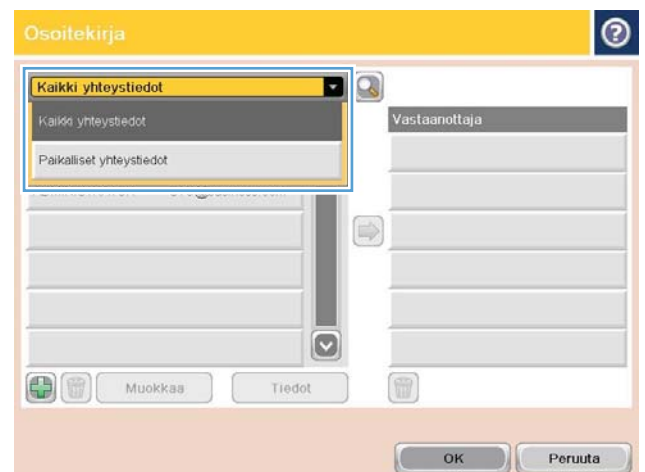 Osoitekirja
Kaikki yhteystiedot
Kaikki yhteystiedot
Paikalliset yhteystiedot
Vastaanottaja
Muokkaa
Tiedot
OK
Peruuta